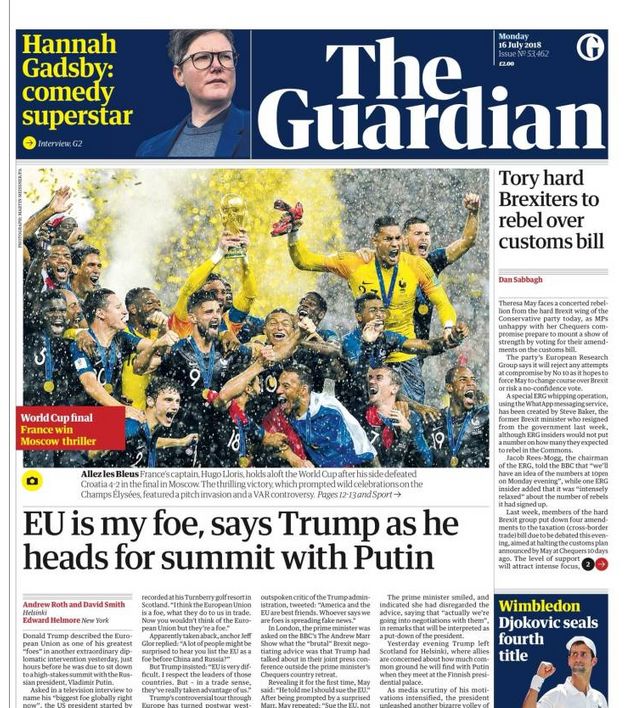 Hannah
Gadsby:
comedy
superstar
Interview, G2
The
Guardian
Monday
16 July 2018
Issue № 53,462
£2.00
PHOTOGRAPH: MARTIN MEISSNER/PA
World Cup final
France win
Moscow thriller
Allez les Bleus France's captain, Hugo Lloris, holds aloft the World Cup after his side defeated
Croatia 4-2 in the final in Moscow. The thrilling victory, which prompted wild celebrations on the
Champs Élysées, featured a pitch invasion and a VAR controversy. Pages 12-13 and Sport →
EU is my foe, says Trump as he
heads for summit with Putin
Andrew Roth and David Smith
Helsinki
Edward Helmore New York
Donald Trump described the Euro-
pean Union as one of his greatest
"foes" in another extraordinary dip-
lomatic intervention yesterday, just
hours before he was due to sit down
to a high-stakes summit with the Rus-
sian president, Vladimir Putin.
Asked in a television interview to
name his "biggest foe globally right
now", the US president started by
recorded at his Turnberry golf resort in
Scotland. "I think the European Union
is a foe, what they do to us in trade.
Now you wouldn't think of the Euro-
pean Union but they're a foe."
Apparently taken aback, anchor Jeff
Glor replied: "A lot of people might be
surprised to hear you list the EU as a
foe before China and Russia?"
But Trump insisted: "EU is very dif-
ficult. I respect the leaders of those
countries. But - in a trade sense,
they've really taken advantage of us."
Trump's controversial tour through
Europe has turned postwar west-
outspoken critic of the Trump admin-
istration, tweeted: "America and the
EU are best friends. Whoever says we
are foes is spreading fake news."
In London, the prime minister was
asked on the BBC's The Andrew Marr
Show what the "brutal" Brexit nego-
tiating advice was that Trump had
talked about in their joint press con-
ference outside the prime minister's
Chequers country retreat.
Revealing it for the first time, May
said: "He told me I should sue the EU."
After being prompted by a surprised
Marr, May repeated: "Sue the EU, not
The prime minister smiled, and
indicated she had disregarded the
advice, saying that "actually we're
going into negotiations with them",
in remarks that will be interpreted as
a put-down of the president.
Yesterday evening Trump left
Scotland for Helsinki, where allies
are concerned about how much com-
mon ground he will find with Putin
when they meet at the Finnish presi-
dential palace.
As media scrutiny of his moti-
vations intensified, the president
unleashed another bizarre volley of
Tory hard
Brexiters to
rebel over
customs bill
Dan Sabbagh
Theresa May faces a concerted rebel-
lion from the hard Brexit wing of the
Conservative party today, as MPs
unhappy with her Chequers com-
promise prepare to mount a show of
strength by voting for their amend-
ments on the customs bill.
The party's European Research
Group says it will reject any attempts
at compromise by No 10 as it hopes to
force May to change course over Brexit
or risk a no-confidence vote.
A special ERG whipping operation,
using the WhatsApp messaging service,
has been created by Steve Baker, the
former Brexit minister who resigned
from the government last week,
although ERG insiders would not put
a number on how many they expected
to rebel in the Commons.
Jacob Rees-Mogg, the chairman
of the ERG, told the BBC that "we'll
have an idea of the numbers at 10pm
on Monday evening", while one ERG
insider added that it was "intensely
relaxed" about the number of rebels
it had signed up.
Last week, members of the hard
Brexit group put down four amend-
ments to the taxation (cross-border
trade) bill due to be debated this even-
ing, aimed at halting the customs plan
announced by May at Chequers 10 days
ago. The level of support
will attract intense focus, 2 →
Wimbledon
Djokovic seals
fourth
title